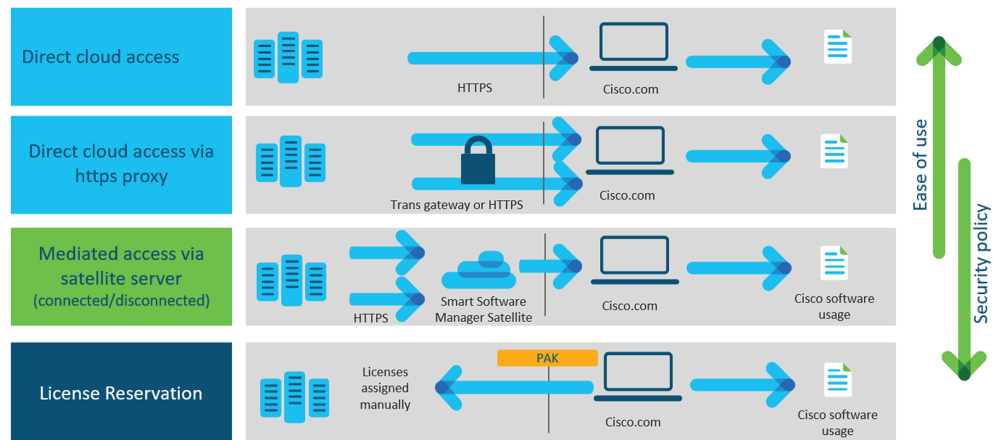 Direct cloud access
HTTPS
Cisco.com
Direct cloud access via
https proxy
Trans gateway or HTTPS
Cisco.com
Mediated access via
satellite server
(connected/disconnected)
HTTPS
Smart Software
Manager Satellite
Cisco.com
Cisco software
usage
License Reservation
Licenses
assigned
manually
PAK
Cisco.com
Cisco software
usage
Ease of use
Security policy